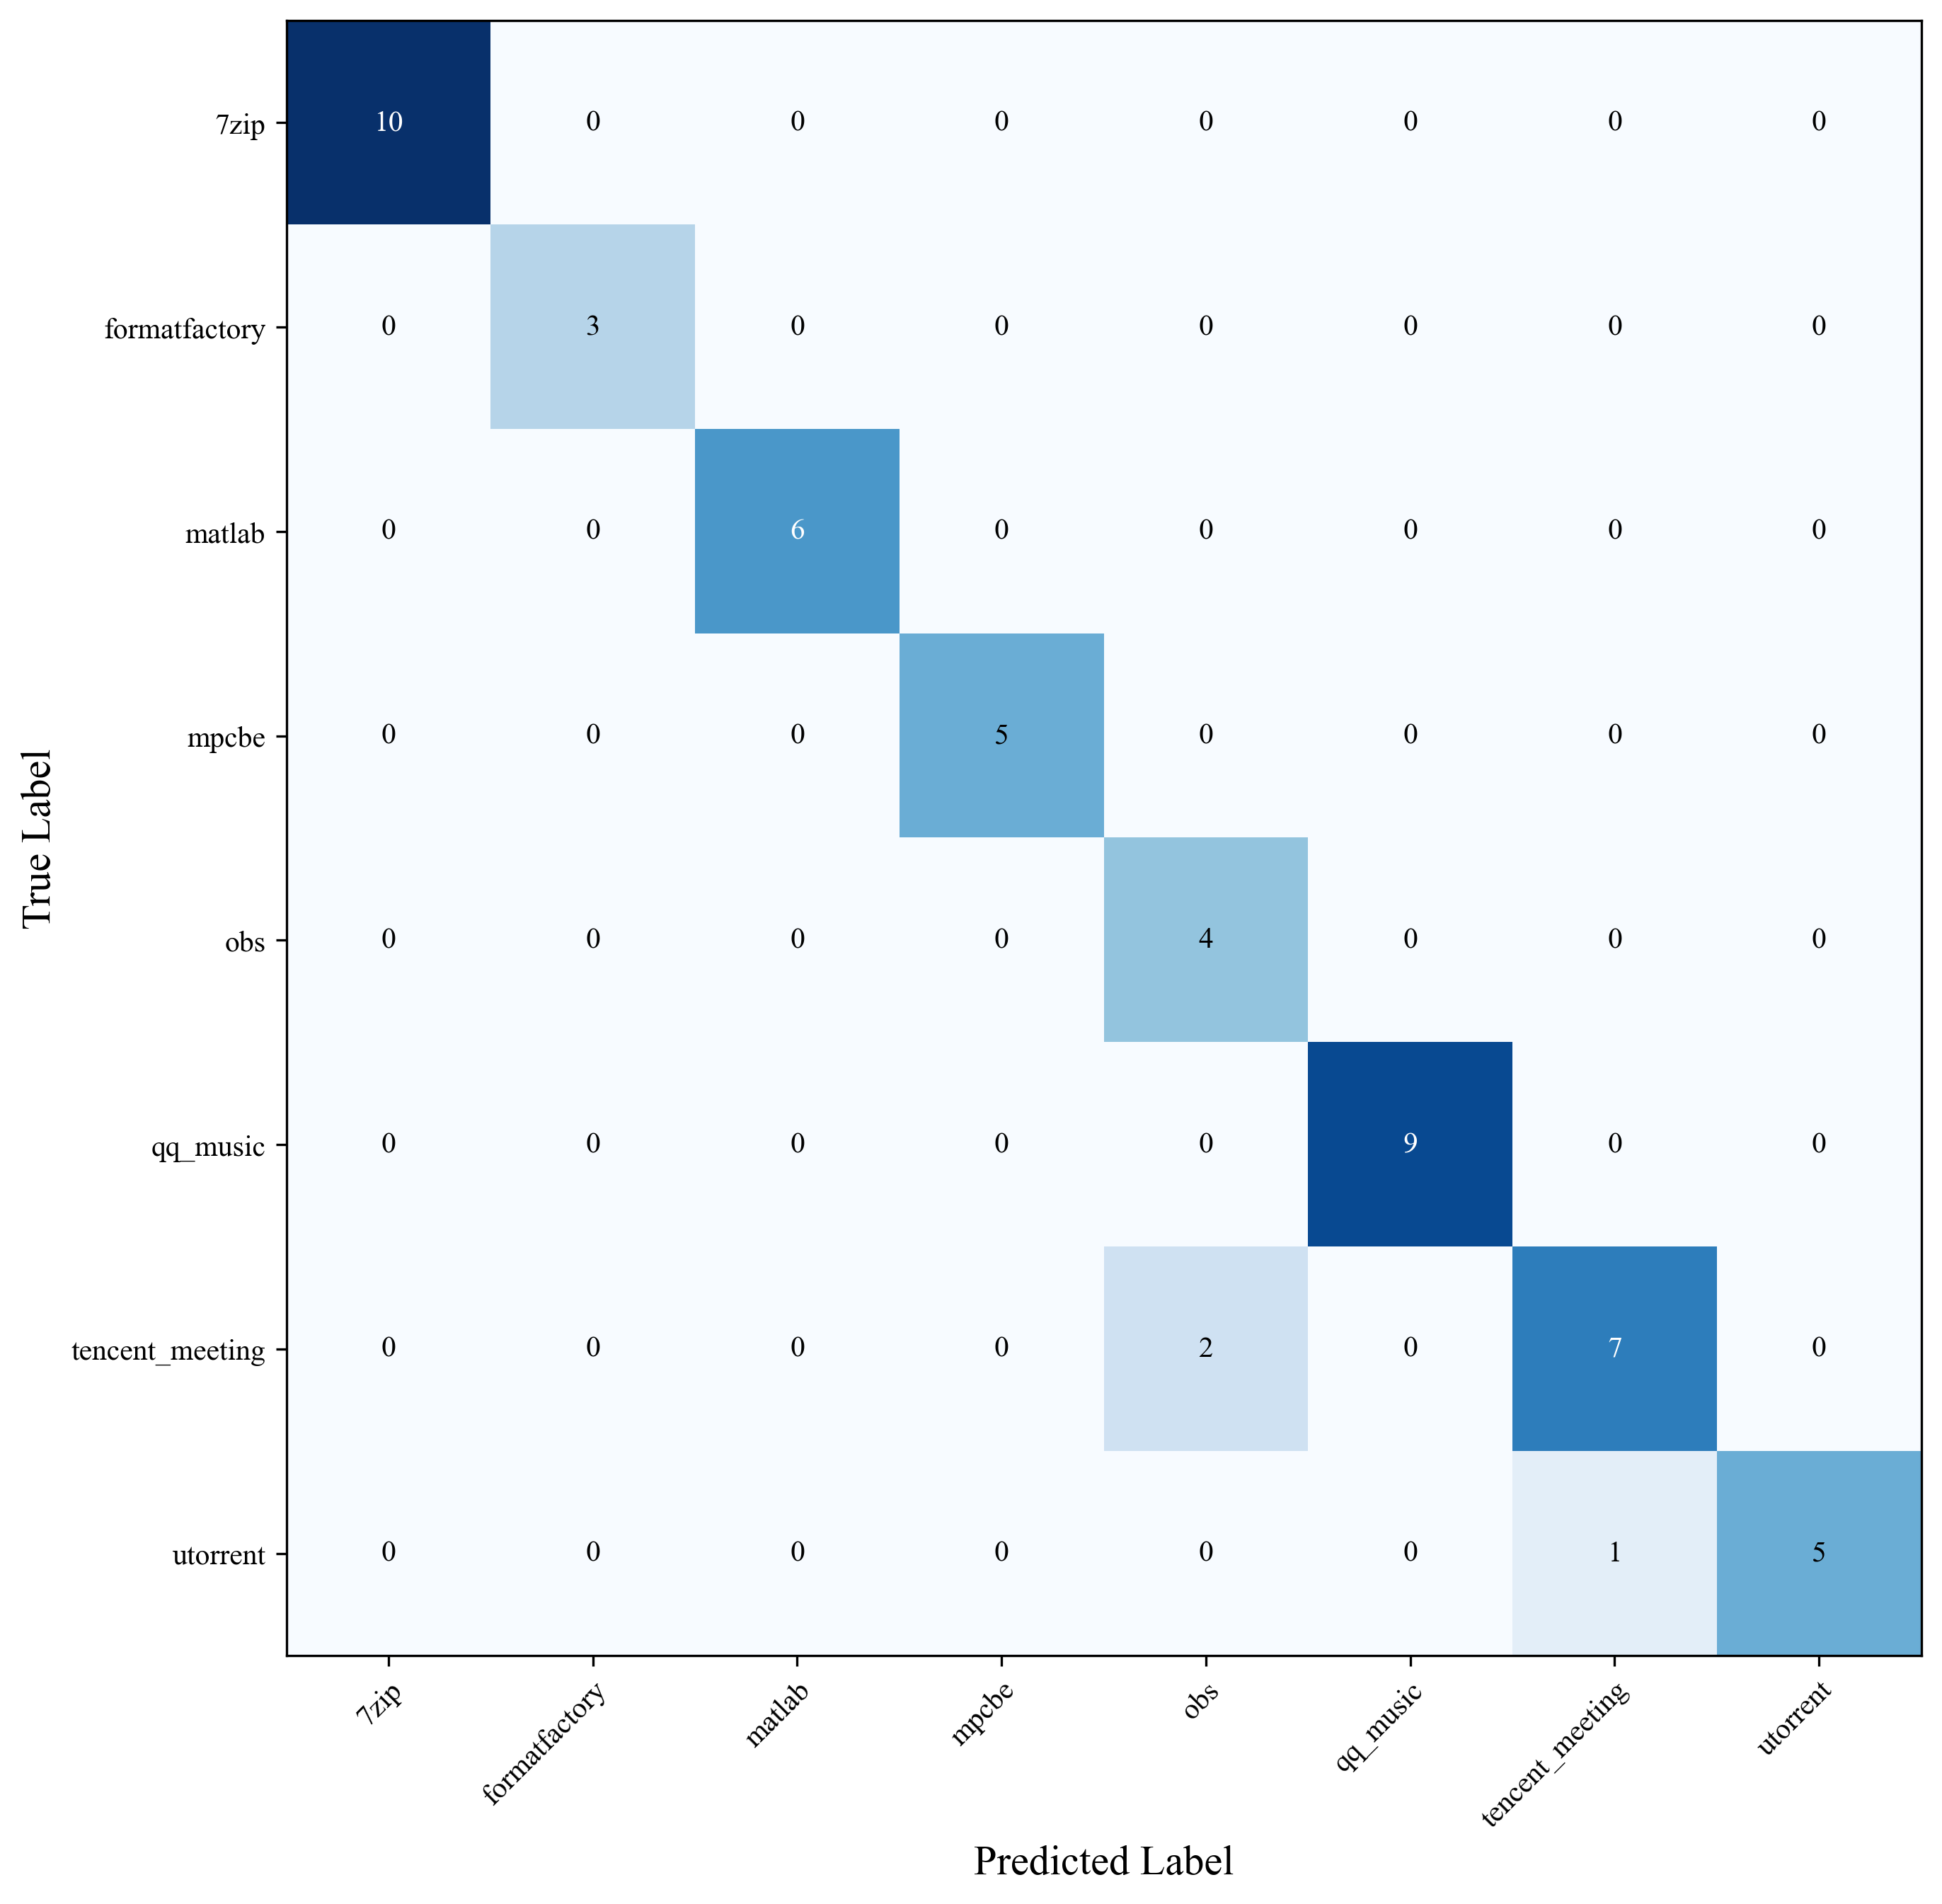 7zip 10 0 0 0 0 0 0 0
formatfactory 0 3 0 0 0 0 0 0
matlab 0 0 6 0 0 0 0 0
mpcbe 0 0 0 5 0 0 0 0
obs 0 0 0 0 4 0 0 0
qq_music 0 0 0 0 0 9 0 0
tencent_meeting 0 0 0 0 2 0 7 0
utorrent 0 0 0 0 0 0 1 5
True Label
7zip formatfactory matlab mpcbe obs qq_music tencent_meeting utorrent
Predicted Label